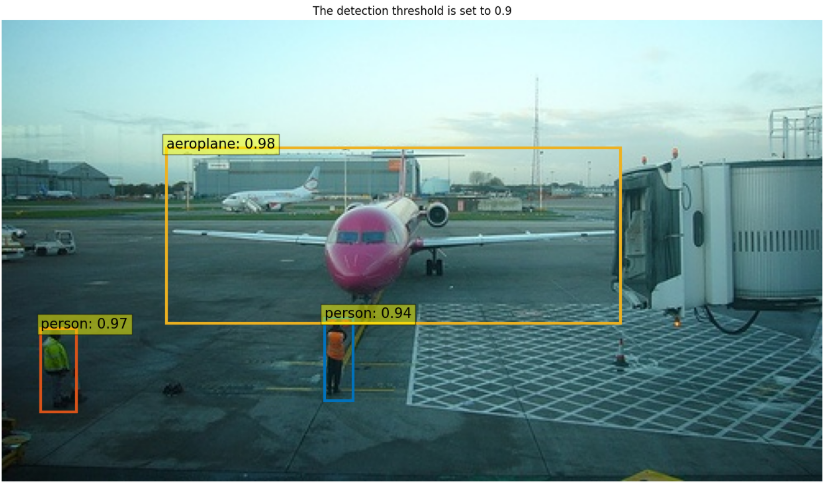 The detection threshold is set to 0.9
aeroplane: 0.98
person: 0.97
person: 0.94